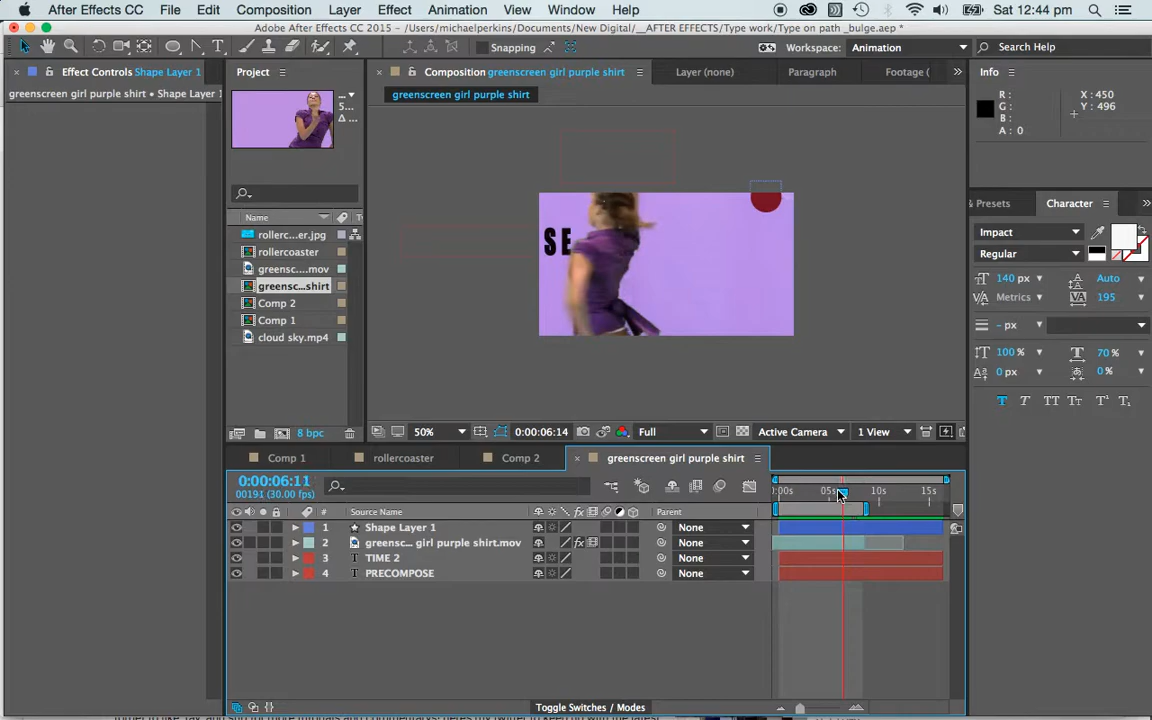 After Effects CC File Edit Composition Layer Effect Animation View Window Help Sat 12:44 pm
Adobe After Effects CC 2015 - /Users/michaelperkins/Documents/New Digital/__AFTER EFFECTS/Type work/Type on path _bulge.aep *
Snapping Workspace: Animation Search Help
Effect Controls Shape Layer 1 Project Composition greenscreen girl purple shirt Layer (none) Paragraph Footage ( Info
greenscreen girl purple shirt • Shape Layer 1
greenscreen girl purple shirt
R : X : 450
G : Y : 496
B :
A : 0
Presets Character
Name
rollerc...er.jpg
rollercoaster
greensc....mov
greensc...shirt
Comp 2
Comp 1
cloud sky.mp4
SE
Impact
Regular
140 px Auto
Metrics 195
- px
100 % 70 %
0 px 0 %
T T TT Tt T¹ T₁
8 bpc
50% 0:00:06:14 Full Active Camera 1 View
Comp 1 rollercoaster Comp 2 greenscreen girl purple shirt
0:00:06:11
00191 (30.00 fps)
:00s 05s 10s 15s
# Source Name Parent
1 Shape Layer 1 None
2 greensc... girl purple shirt.mov fx None
3 T TIME 2 None
4 T PRECOMPOSE None
Toggle Switches / Modes